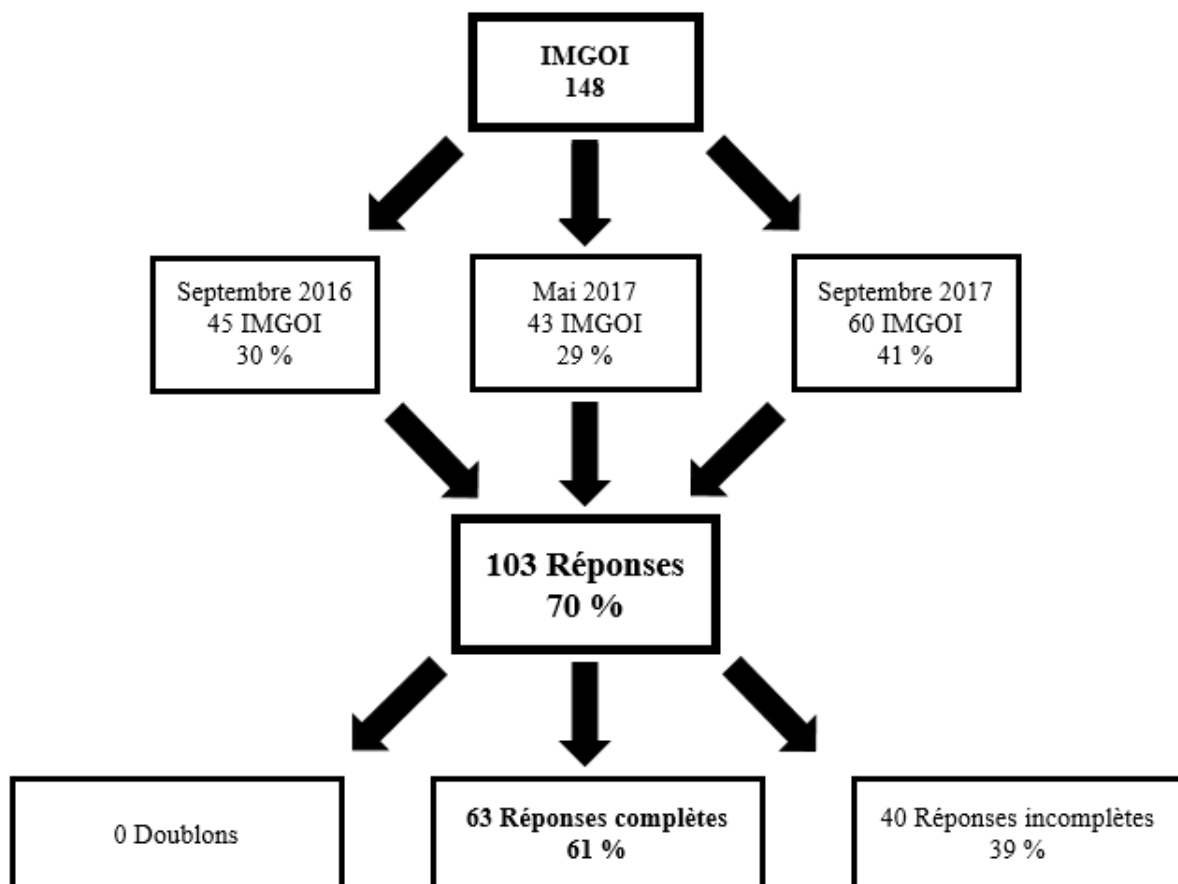 IMGOI
148
Septembre 2016
45 IMGOI
30 %
Mai 2017
43 IMGOI
29 %
Septembre 2017
60 IMGOI
41 %
103 Réponses
70 %
0 Doublons
63 Réponses complètes
61 %
40 Réponses incomplètes
39 %